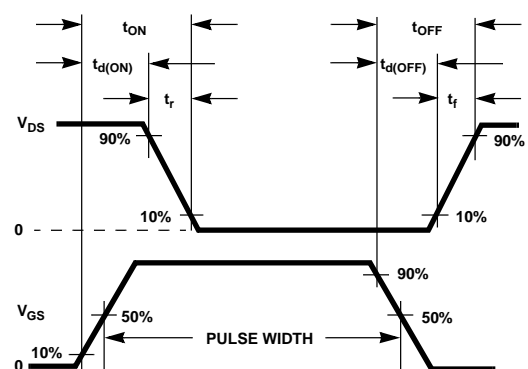 tON tOFF
td(ON) td(OFF)
tr tf
VDS
90% 90%
10% 10%
0
90%
VGS 50% 50%
PULSE WIDTH
10%
0